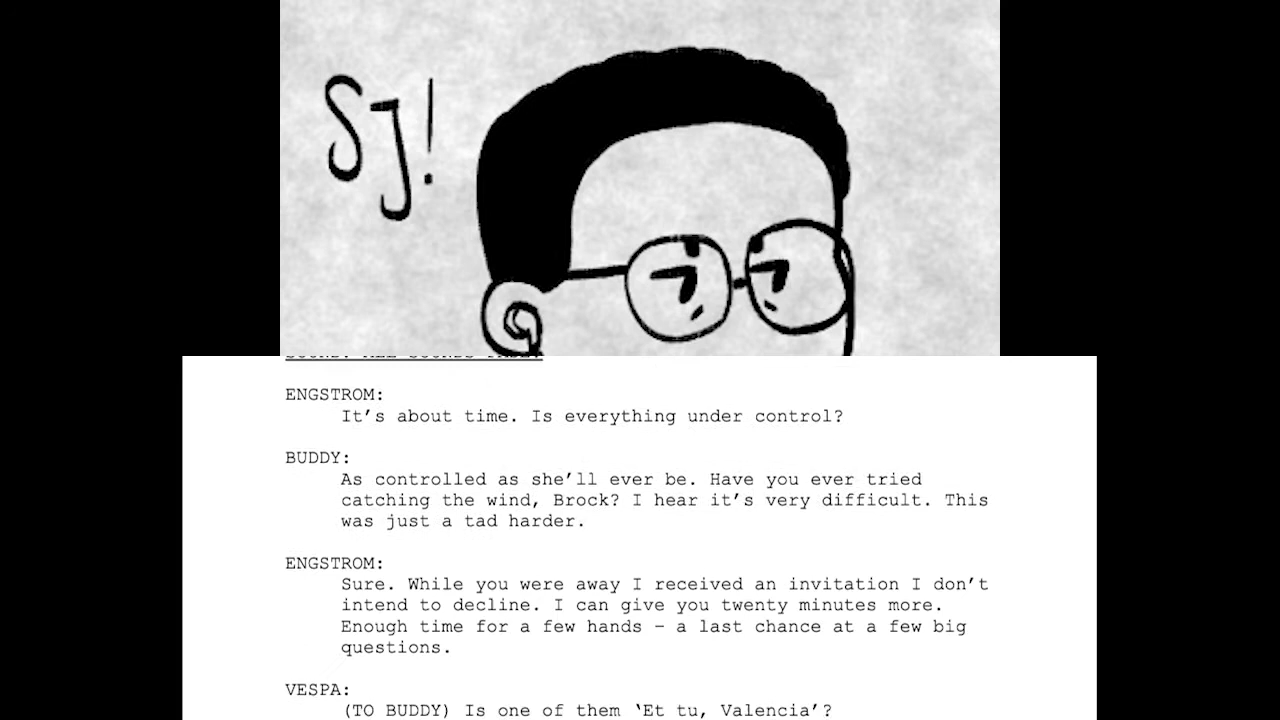 SJ!
ENGSTROM:
It’s about time. Is everything under control?
BUDDY:
As controlled as she’ll ever be. Have you ever tried
catching the wind, Brock? I hear it’s very difficult. This
was just a tad harder.
ENGSTROM:
Sure. While you were away I received an invitation I don’t
intend to decline. I can give you twenty minutes more.
Enough time for a few hands – a last chance at a few big
questions.
VESPA:
(TO BUDDY) Is one of them ‘Et tu, Valencia’?